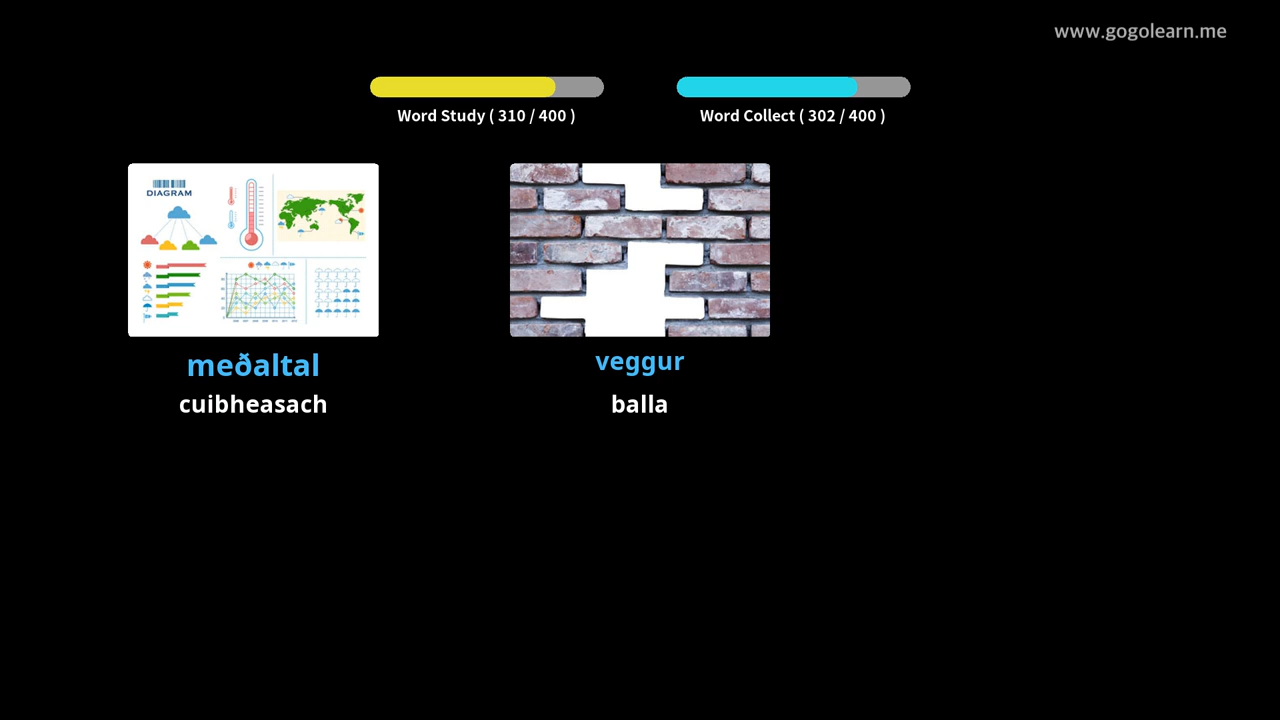 www.gogolearn.me
Word Study ( 310 / 400 )
Word Collect ( 302 / 400 )
DIAGRAM
meðaltal
cuibheasach
veggur
balla